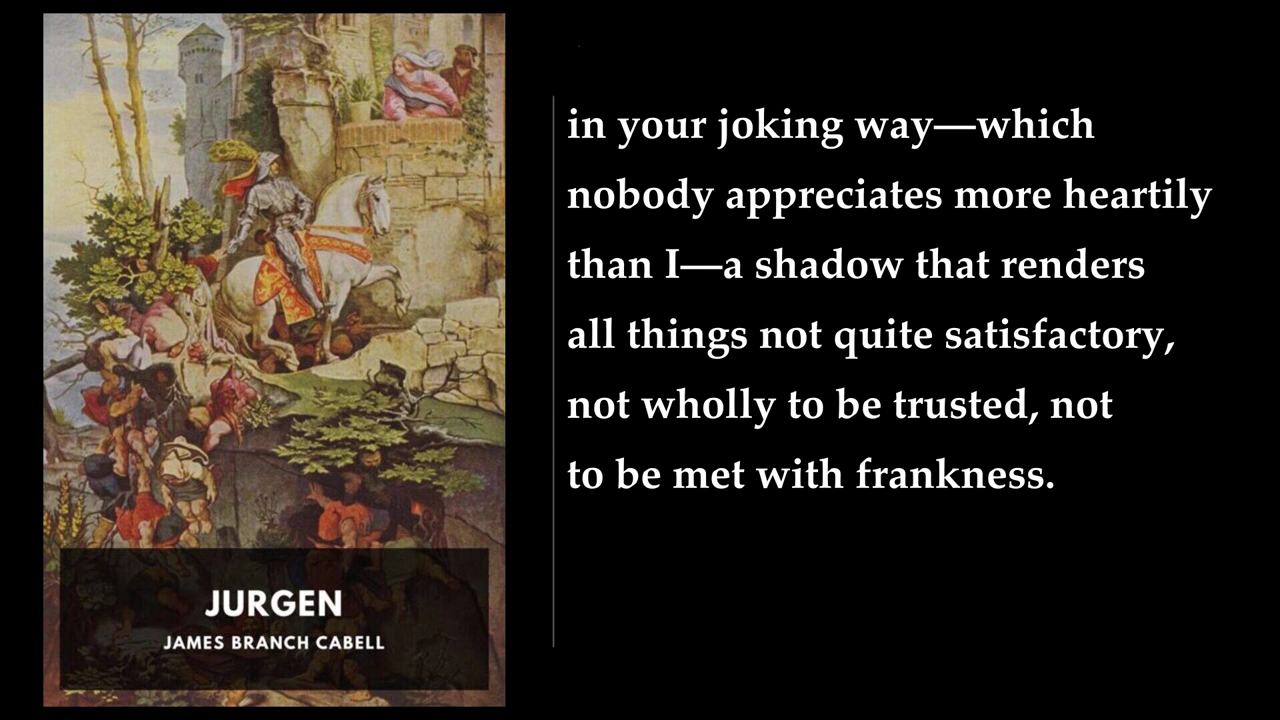 in your joking way—which
nobody appreciates more heartily
than I—a shadow that renders
all things not quite satisfactory,
not wholly to be trusted, not
to be met with frankness.
JURGEN
JAMES BRANCH CABELL